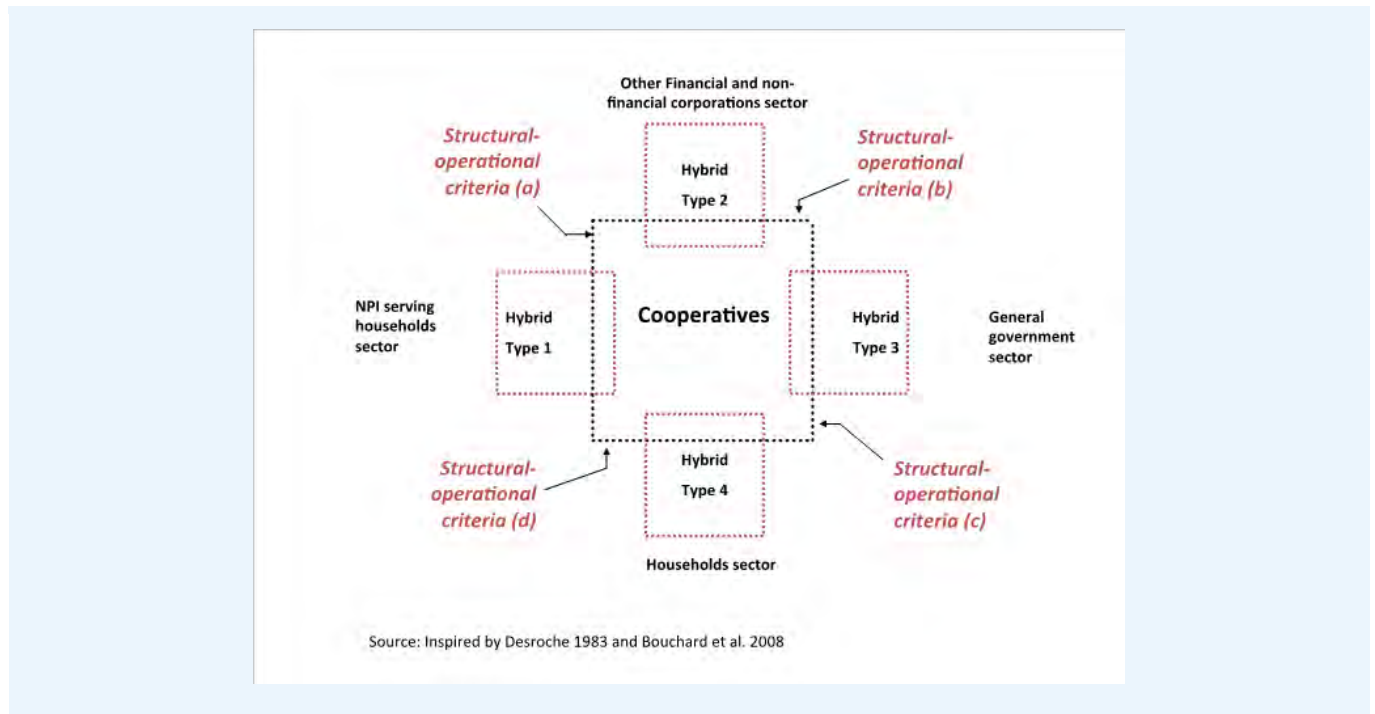 Other Financial and non-
financial corporations sector
Structural-
operational
criteria (a)
Structural-
operational
criteria (b)
Hybrid
Type 2
NPI serving
households
sector
Hybrid
Type 1
Cooperatives
Hybrid
Type 3
General
government
sector
Structural-
operational
criteria (d)
Hybrid
Type 4
Structural-
operational
criteria (c)
Households sector
Source: Inspired by Desroche 1983 and Bouchard et al. 2008